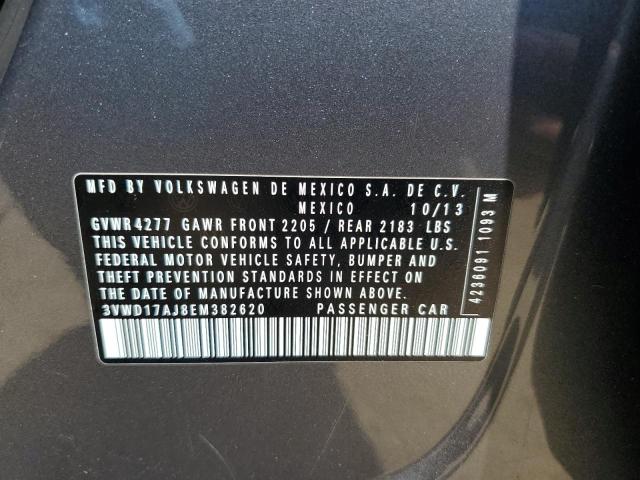 MFD BY VOLKSWAGEN DE MEXICO S.A. DE C.V.
MEXICO 10/13
GVWR 4277 GAWR FRONT 2205 / REAR 2183 LBS
THIS VEHICLE CONFORMS TO ALL APPLICABLE U.S.
FEDERAL MOTOR VEHICLE SAFETY, BUMPER AND
THEFT PREVENTION STANDARDS IN EFFECT ON
THE DATE OF MANUFACTURE SHOWN ABOVE.
3VWD17AJ8EM382620 PASSENGER CAR
4236091 1093 M